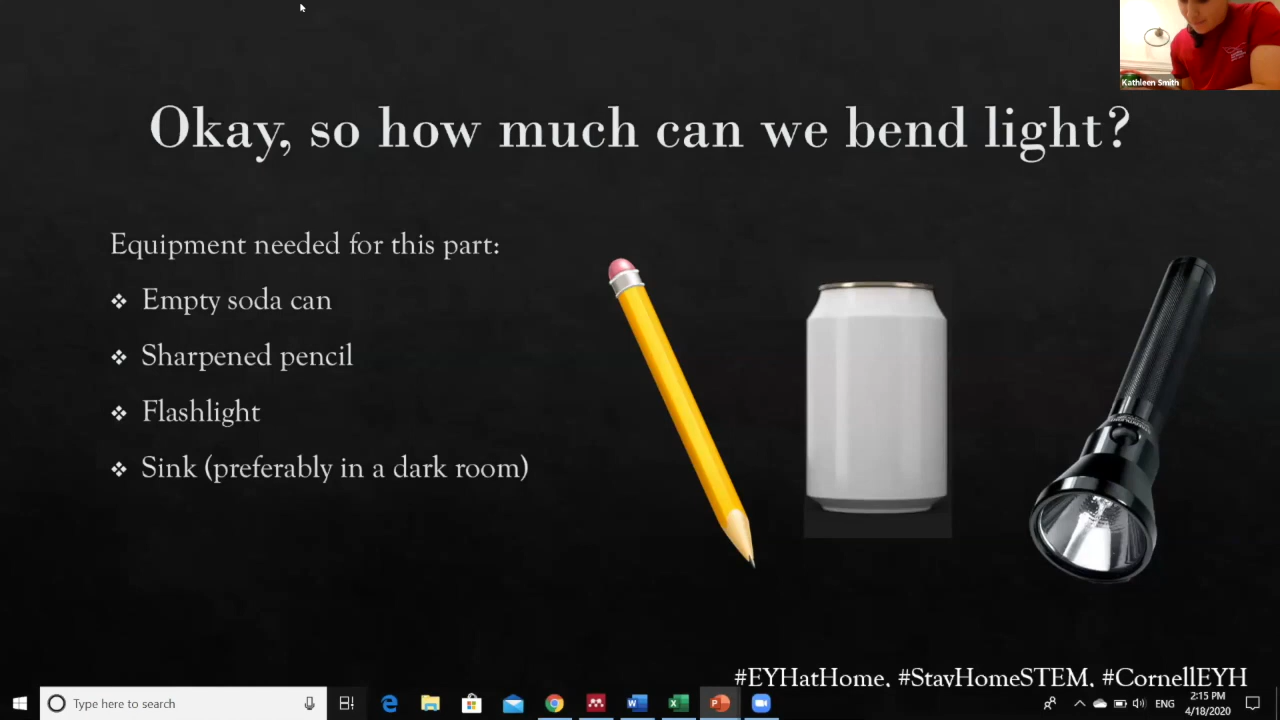 Kathleen Smith
Okay, so how much can we bend light?
Equipment needed for this part:
❖ Empty soda can
❖ Sharpened pencil
❖ Flashlight
❖ Sink (preferably in a dark room)
#EYHatHome, #StayHomeSTEM, #CornellEYH
Type here to search
ENG
2:15 PM
4/18/2020